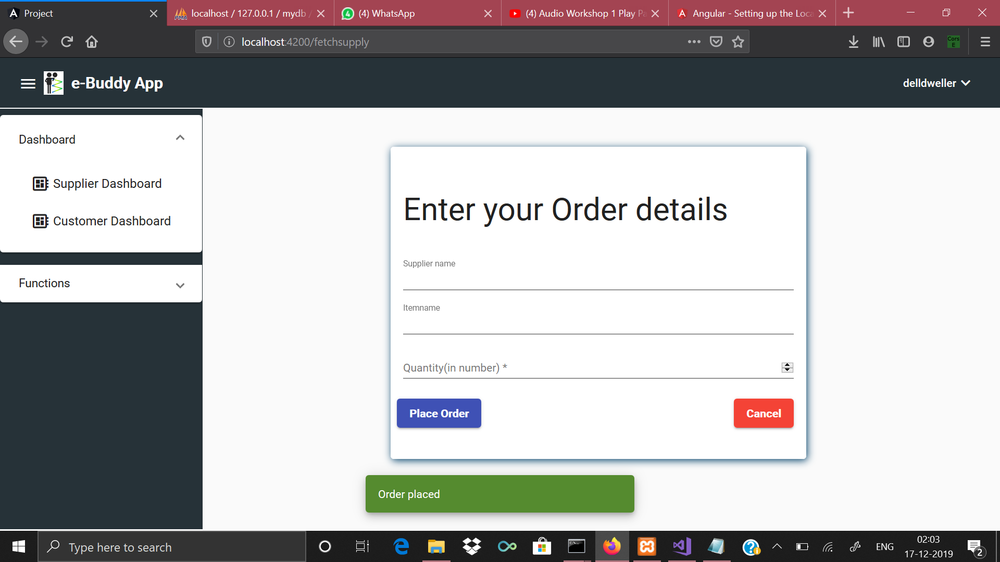 Project
localhost / 127.0.0.1 / mydb /
(4) WhatsApp
(4) Audio Workshop 1 Play Pa
Angular - Setting up the Loca
localhost:4200/fetchsupply
Cors
E
e-Buddy App
delldweller
Dashboard
Supplier Dashboard
Customer Dashboard
Functions
Enter your Order details
Supplier name
Itemname
Quantity(in number) *
Place Order
Cancel
Order placed
Type here to search
ENG
02:03
17-12-2019
2